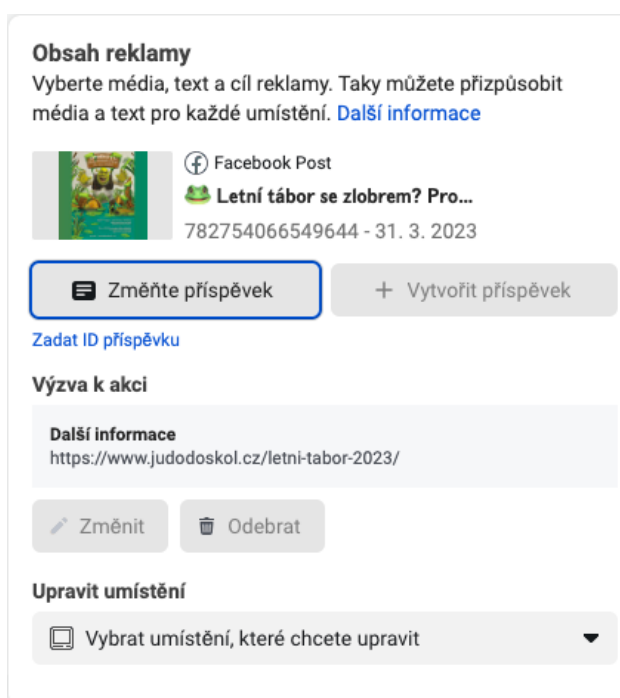 Obsah reklamy
Vyberte média, text a cíl reklamy. Taky můžete přizpůsobit
média a text pro každé umístění. Další informace
Facebook Post
🐸 Letní tábor se zlobrem? Pro...
782754066549644 - 31. 3. 2023
Změňte příspěvek
+ Vytvořit příspěvek
Zadat ID příspěvku
Výzva k akci
Další informace
https://www.judodoskol.cz/letni-tabor-2023/
Změnit
Odebrat
Upravit umístění
Vybrat umístění, které chcete upravit